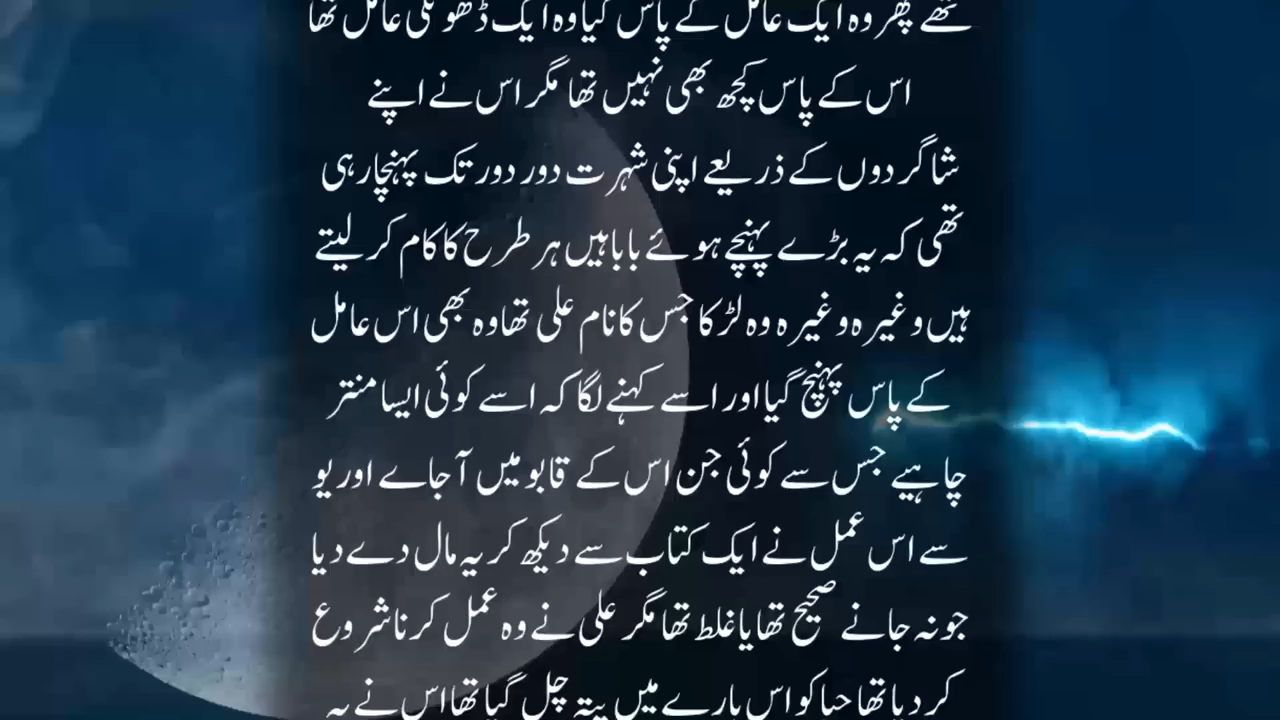 تھے پھر وہ ایک عامل کے پاس گیا وہ ایک ڈھونگی عامل تھا
اس کے پاس کچھ بھی نہیں تھا مگر اس نے اپنے
شاگردوں کے ذریعے اپنی شہرت دور دور تک پہنچا رہی
تھی کہ یہ بڑے پہنچے ہوئے بابا ہیں ہر طرح کا کام کر لیتے
ہیں وغیرہ وغیرہ وہ لڑکا جس کا نام علی تھا وہ بھی اس عامل
کے پاس پہنچ گیا اور اسے کہنے لگا کہ اسے کوئی ایسا منتر
چاہیے جس سے کوئی جن اس کے قابو میں آ جاے اور یو
سے اس عمل نے ایک کتاب سے دیکھ کر یہ مال دے دیا
جو نہ جانے صحیح تھا یا غلط تھا مگر علی نے وہ عمل کرنا شروع
کر دیا تھا حبا کو اس بارے میں پتہ چل گیا تھا اس نے یہ